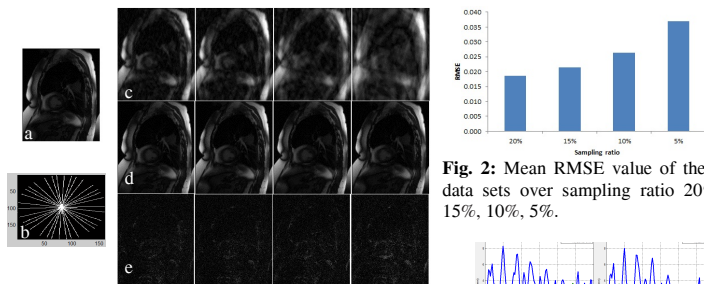 a
b
50
100
150
50
100
150
c
d
e
0.040
0.035
0.030
0.025
0.020
0.015
0.010
0.005
0.000
RMSE
20%
15%
10%
5%
Sampling ratio
Fig. 2: Mean RMSE value of the
data sets over sampling ratio 20
15%, 10%, 5%.